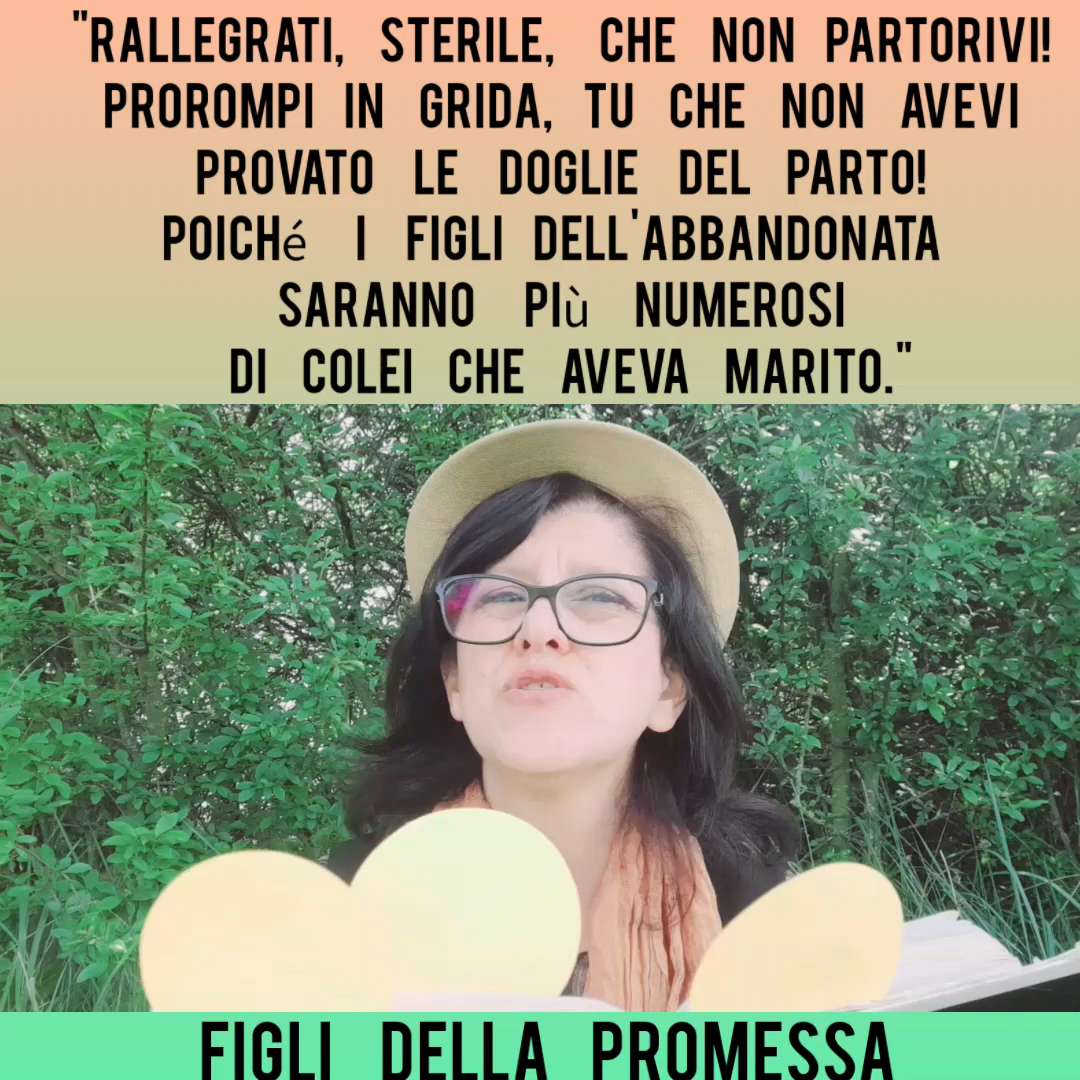 "RALLEGRATI, STERILE, CHE NON PARTORIVI!
PROROMPI IN GRIDA, TU CHE NON AVEVI
PROVATO LE DOGLIE DEL PARTO!
POICHé I FIGLI DELL'ABBANDONATA
SARANNO PIù NUMEROSI
DI COLEI CHE AVEVA MARITO."
FIGLI DELLA PROMESSA